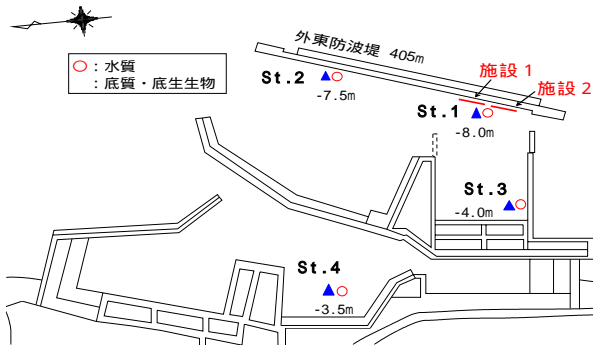 外東防波堤 405m
施設1
施設2
○：水質
：底質・底生生物
St.2
-7.5m
St.1
-8.0m
St.3
-4.0m
St.4
-3.5m